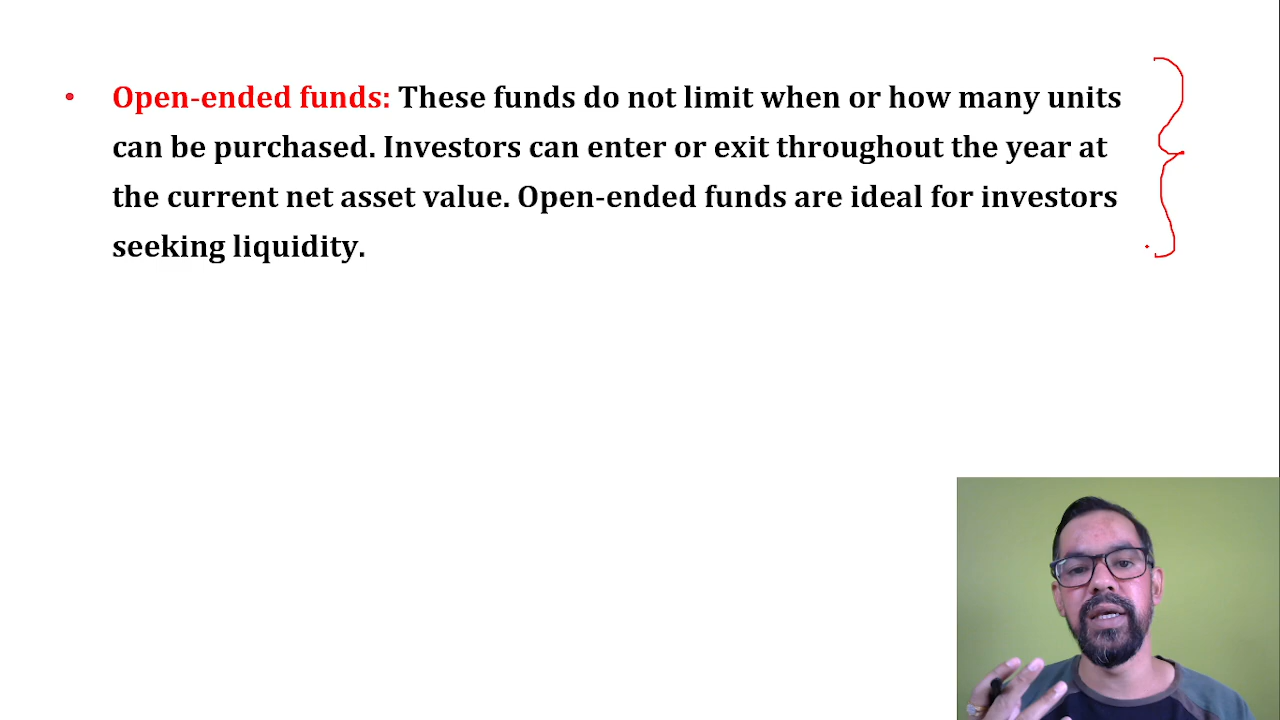 • Open-ended funds: These funds do not limit when or how many units
can be purchased. Investors can enter or exit throughout the year at
the current net asset value. Open-ended funds are ideal for investors
seeking liquidity.